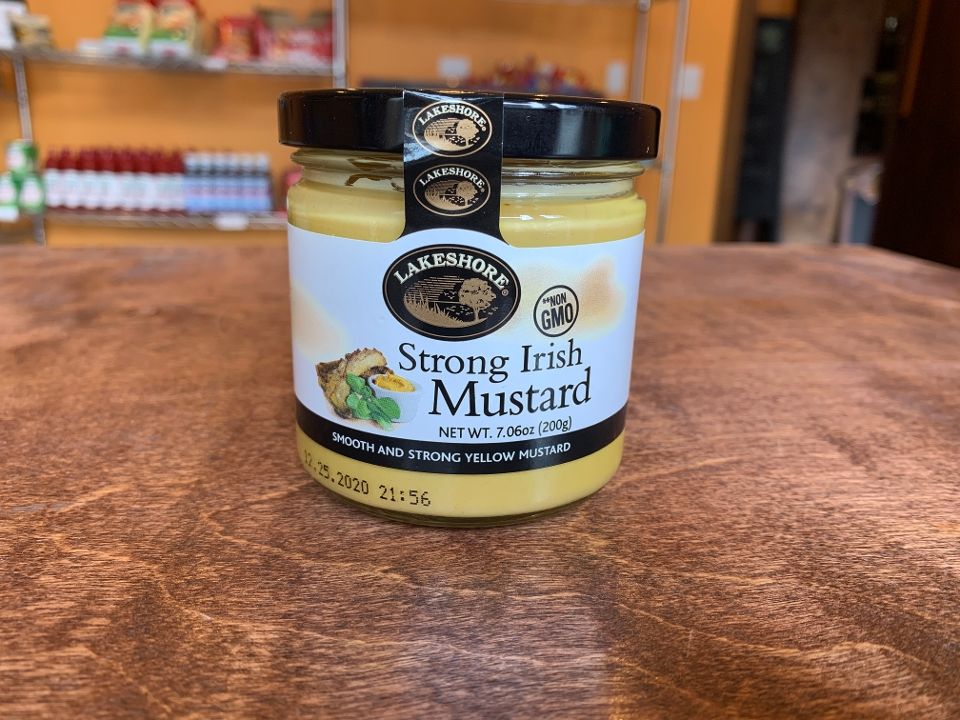 LAKESHORE®
LAKESHORE®
LAKESHORE®
**NON
GMO
Strong Irish
Mustard
NET WT. 7.06oz (200g)
SMOOTH AND STRONG YELLOW MUSTARD
12.25.2020 21:56